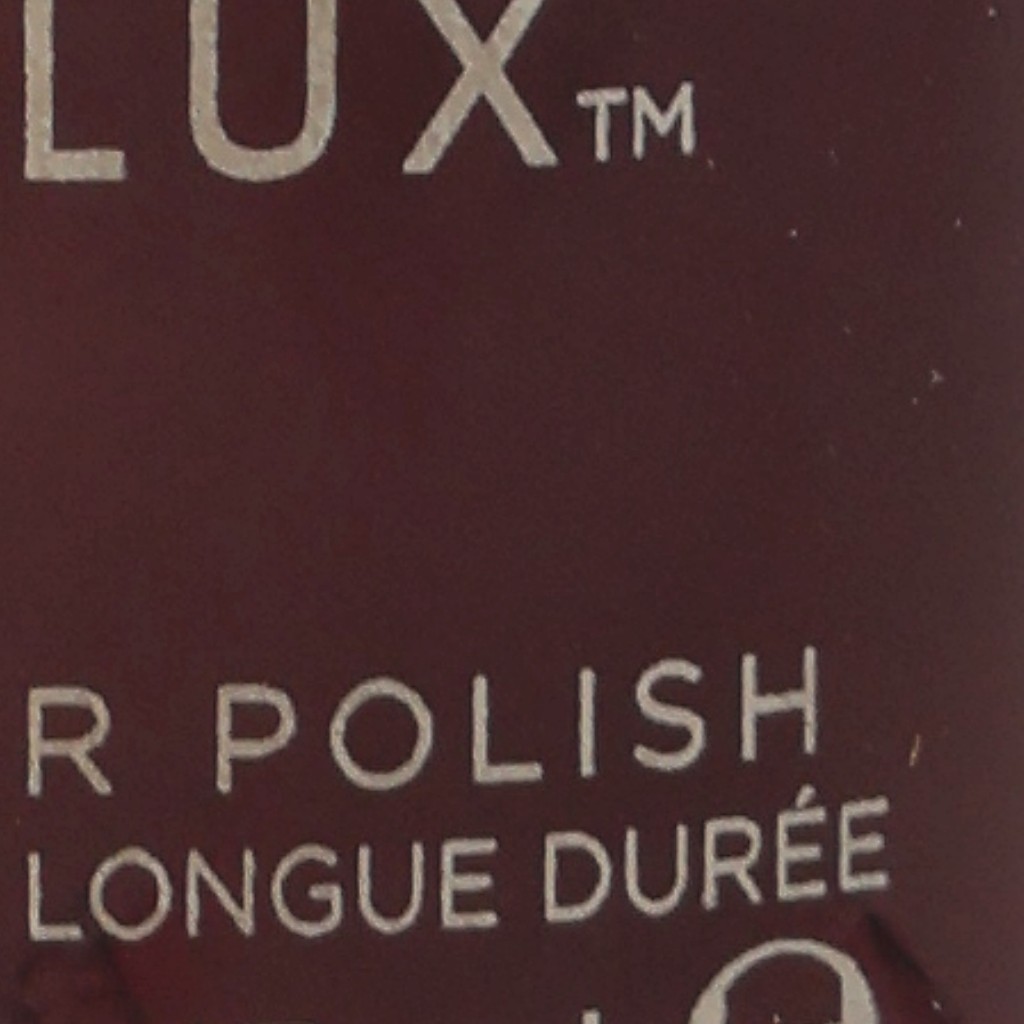 LUX™
R POLISH
LONGUE DURÉE